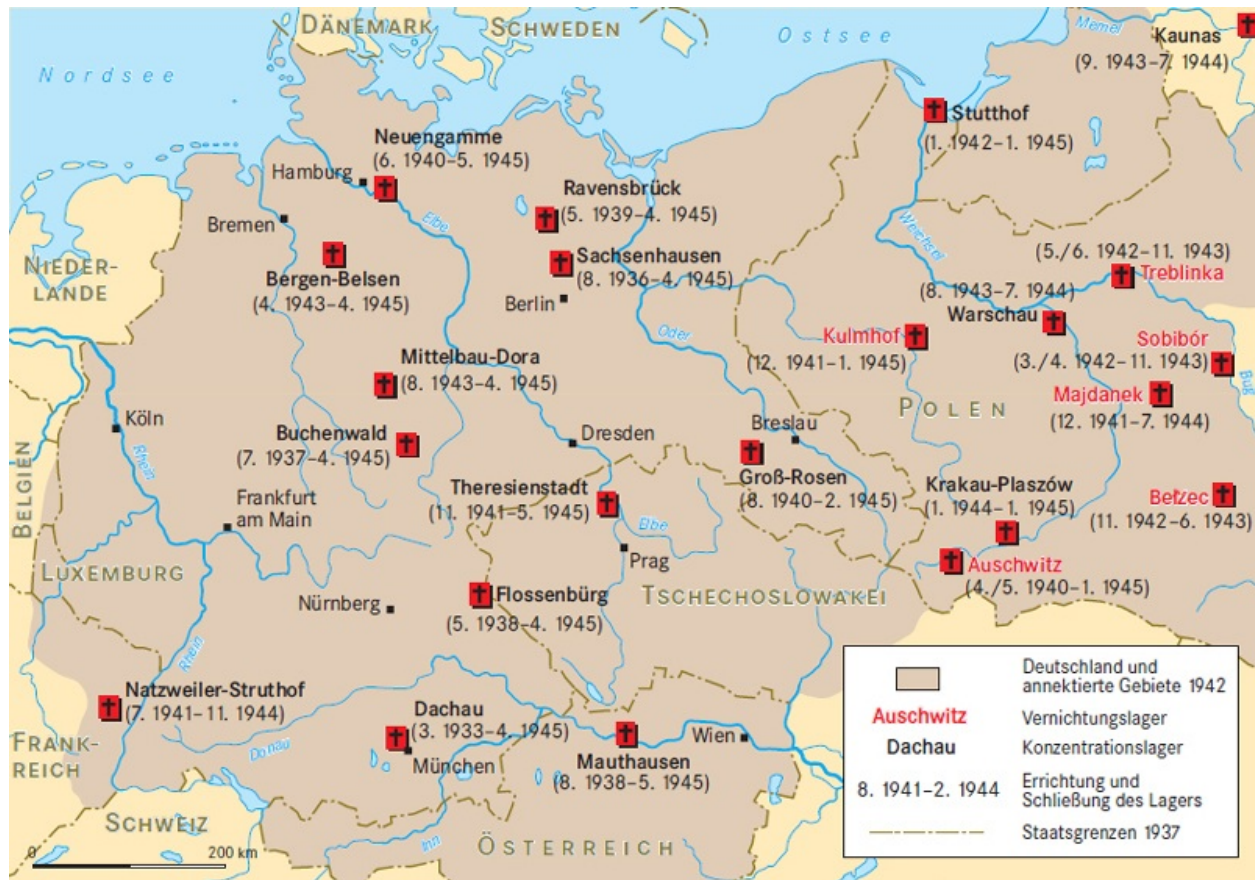 DÄNEMARK
SCHWEDEN
Ostsee
Memel
Kaunas
(9. 1943–7. 1944)
Nordsee
Stutthof
(1. 1942–1. 1945)
Neuengamme
(6. 1940–5. 1945)
Hamburg
Ravensbrück
(5. 1939–4. 1945)
Bremen
Elbe
Weichsel
Sachsenhausen
(8. 1936–4. 1945)
Berlin
Bergen-Belsen
(4. 1943–4. 1945)
NIEDER-
LANDE
(5./6. 1942–11. 1943)
Treblinka
(8. 1943–7. 1944)
Warschau
Oder
Kulmhof
(12. 1941–1. 1945)
Sobibór
(3./4. 1942–11. 1943)
Bug
Mittelbau-Dora
(8. 1943–4. 1945)
Majdanek
(12. 1941–7. 1944)
POLEN
Köln
Rhein
Buchenwald
(7. 1937–4. 1945)
Dresden
Breslau
Groß-Rosen
(8. 1940–2. 1945)
BELGIEN
Frankfurt
am Main
Theresienstadt
(11. 1941–5. 1945)
Elbe
Prag
Krakau-Plaszów
(1. 1944–1. 1945)
Bełzec
(11. 1942–6. 1943)
Auschwitz
(4./5. 1940–1. 1945)
LUXEMBURG
Nürnberg
Flossenbürg
(5. 1938–4. 1945)
TSCHECHOSLOWAKEI
Rhein
Natzweiler-Struthof
(7. 1941–11. 1944)
FRANK-
REICH
Donau
Dachau
(3. 1933–4. 1945)
München
Mauthausen
(8. 1938–5. 1945)
Wien
SCHWEIZ
Inn
ÖSTERREICH
0 200 km
Deutschland und
annektierte Gebiete 1942
Auschwitz Vernichtungslager
Dachau Konzentrationslager
8. 1941–2. 1944 Errichtung und
Schließung des Lagers
Staatsgrenzen 1937